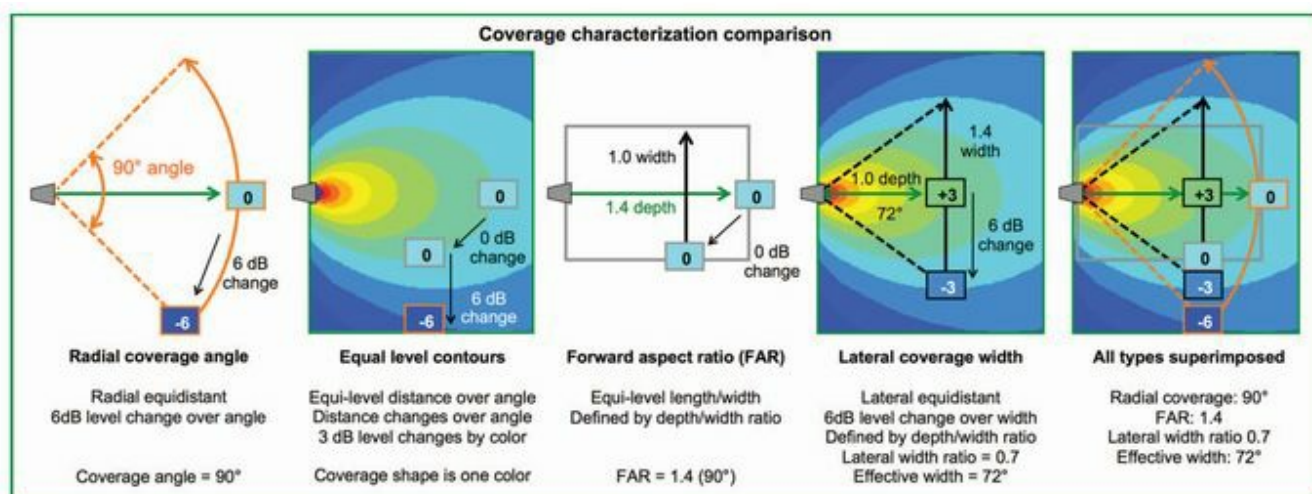 Coverage characterization comparison
90° angle
0
6 dB
change
-6
Radial coverage angle
Radial equidistant
6dB level change over angle
Coverage angle = 90°
0
0
0 dB
change
6 dB
change
-6
Equal level contours
Equi-level distance over angle
Distance changes over angle
3 dB level changes by color
Coverage shape is one color
1.0 width
1.4 depth
0
0
0 dB
change
Forward aspect ratio (FAR)
Equi-level length/width
Defined by depth/width ratio
FAR = 1.4 (90°)
1.4
width
1.0 depth
+3
72°
6 dB
change
-3
Lateral coverage width
Lateral equidistant
6dB level change over width
Defined by depth/width ratio
Lateral width ratio = 0.7
Effective width = 72°
+3
0
0
-3
-6
All types superimposed
Radial coverage: 90°
FAR: 1.4
Lateral width ratio 0.7
Effective width: 72°